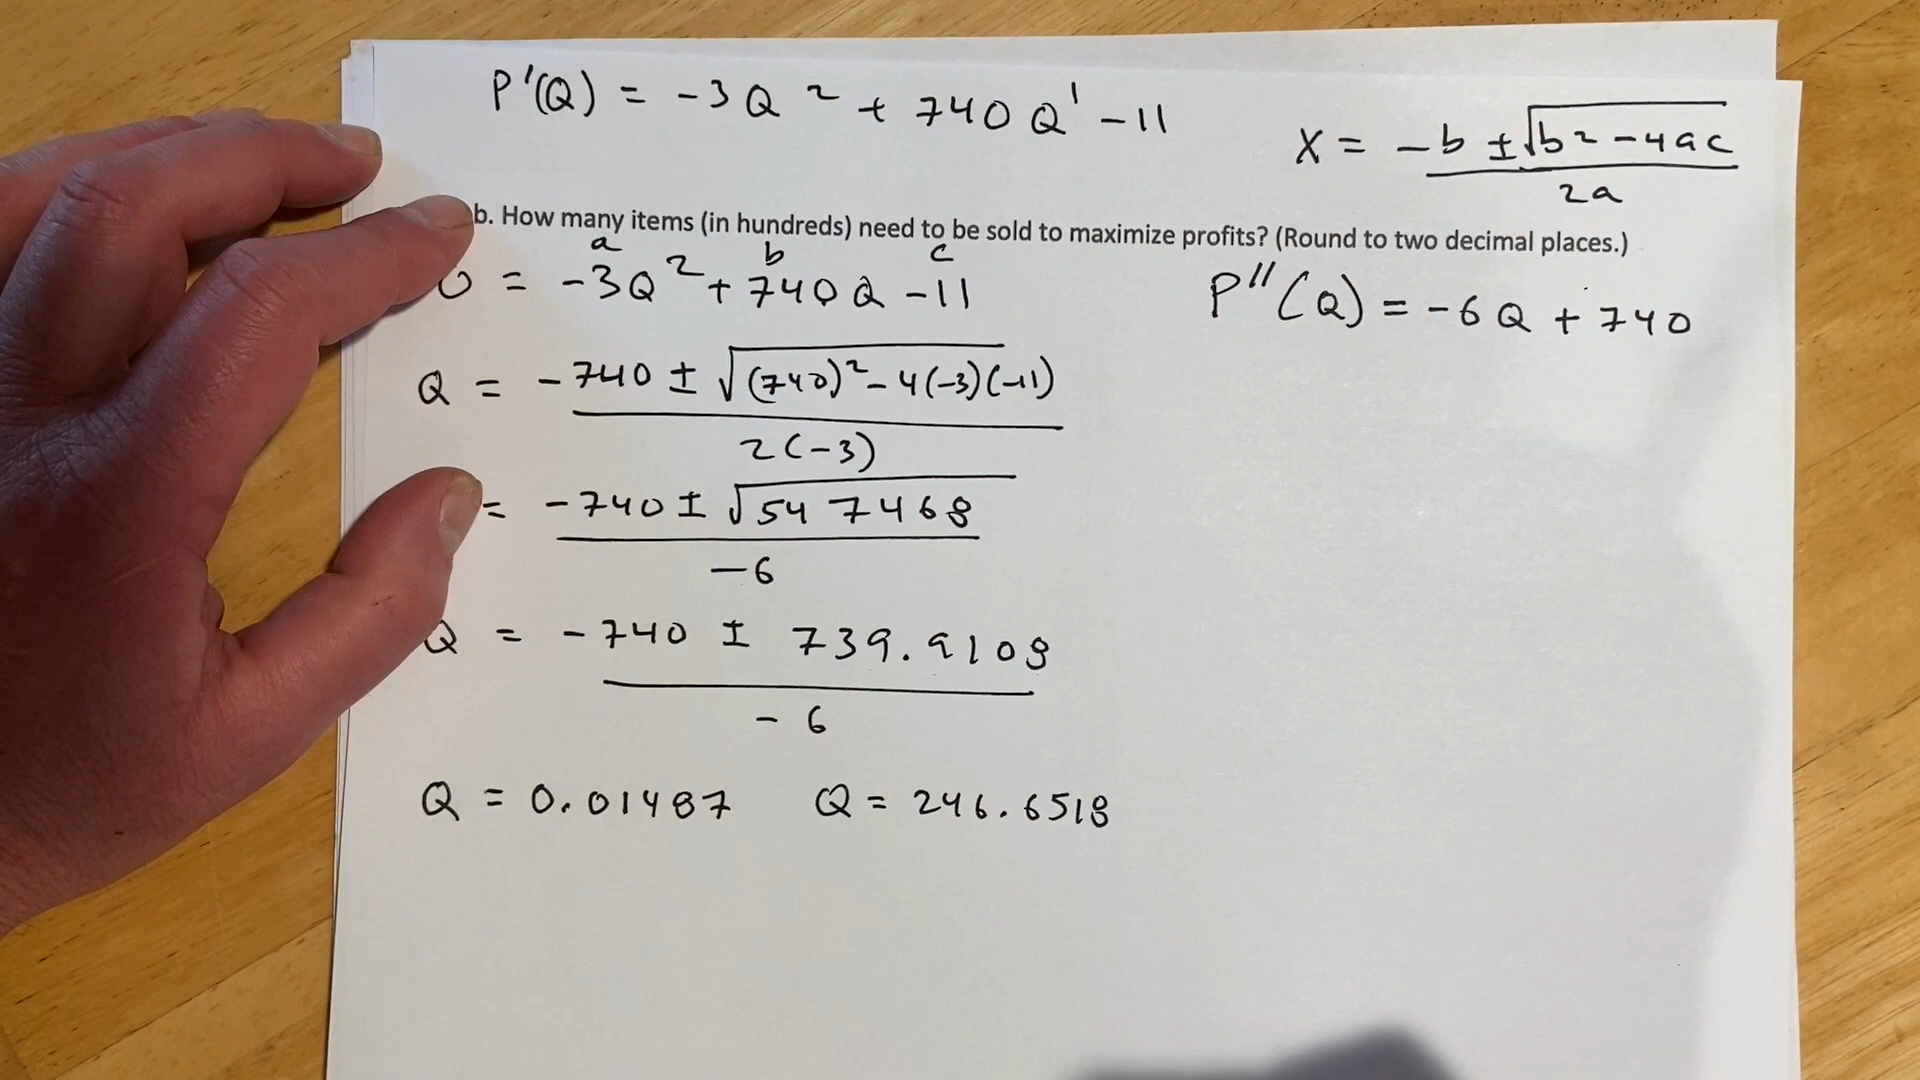 P'(Q) = -3Q² + 740Q¹ - 11
x = -b ± √b² - 4ac
2a
b. How many items (in hundreds) need to be sold to maximize profits? (Round to two decimal places.)
a b c
0 = -3Q² + 740Q - 11
P''(Q) = -6Q + 740
Q = -740 ± √(740)² - 4(-3)(-11)
2(-3)
= -740 ± √547468
-6
Q = -740 ± 739.9108
-6
Q = 0.01487 Q = 246.6518